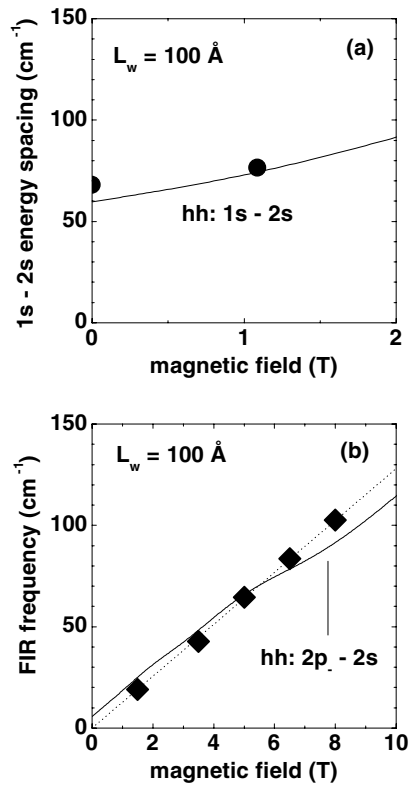 (a)
L_w = 100 Å
hh: 1s - 2s
1s - 2s energy spacing (cm⁻¹)
150
100
50
0
0
1
2
magnetic field (T)
(b)
L_w = 100 Å
hh: 2p_- - 2s
FIR frequency (cm⁻¹)
150
100
50
0
0
2
4
6
8
10
magnetic field (T)